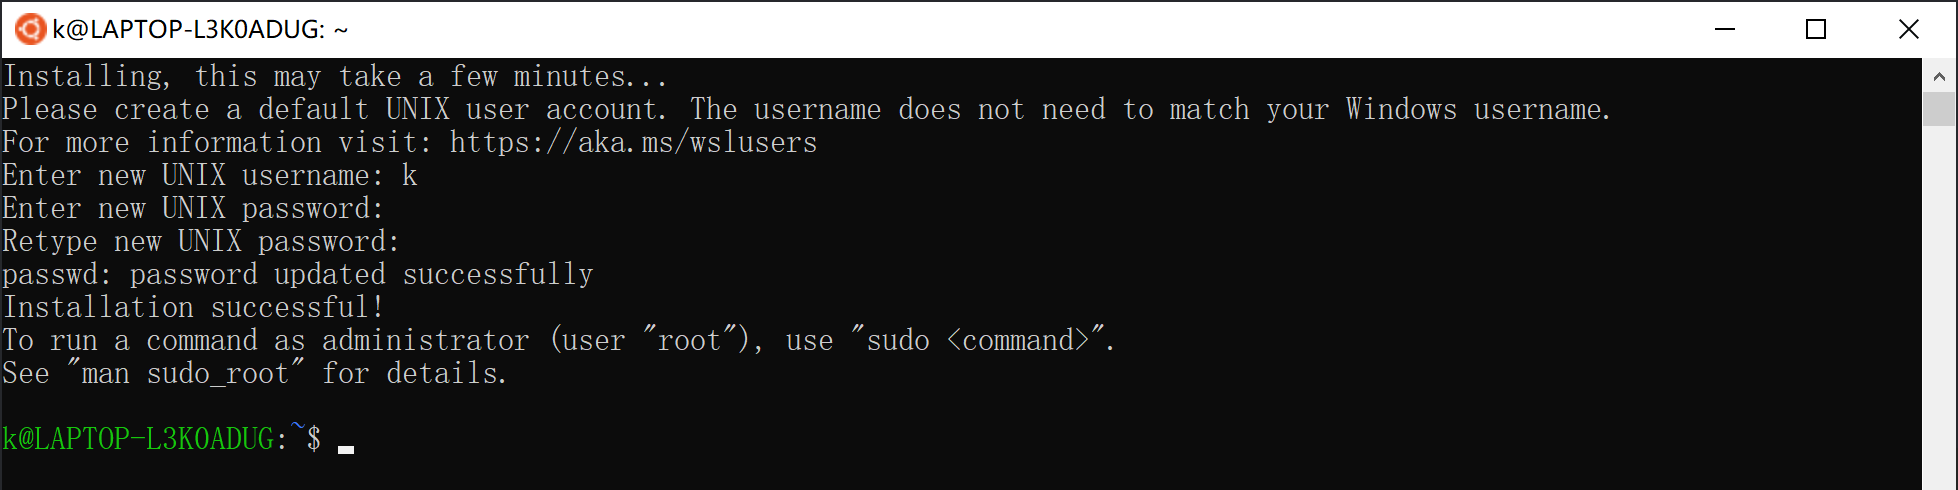 k@LAPTOP-L3K0ADUG: ~
Installing, this may take a few minutes...
Please create a default UNIX user account. The username does not need to match your Windows username.
For more information visit: https://aka.ms/wslusers
Enter new UNIX username: k
Enter new UNIX password:
Retype new UNIX password:
passwd: password updated successfully
Installation successful!
To run a command as administrator (user "root"), use "sudo <command>".
See "man sudo_root" for details.
k@LAPTOP-L3K0ADUG:~$